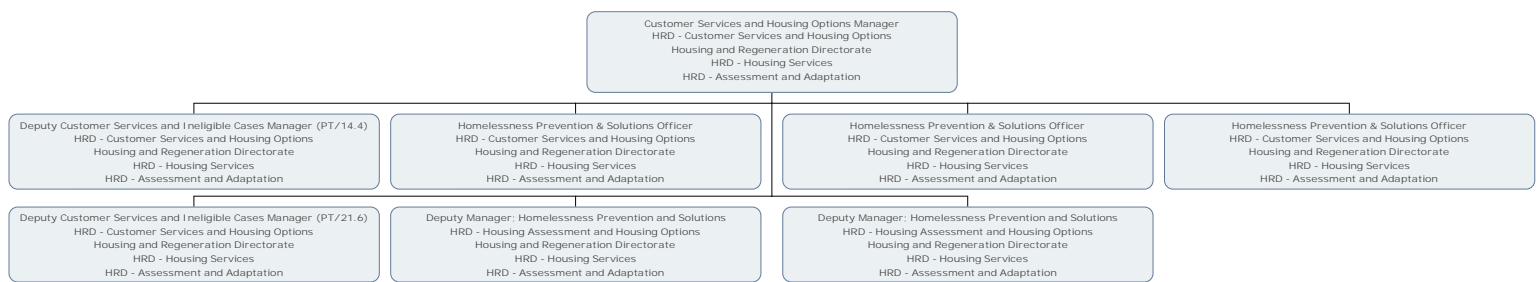 Customer Services and Housing Options Manager
HRD - Customer Services and Housing Options
Housing and Regeneration Directorate
HRD - Housing Services
HRD - Assessment and Adaptation
Deputy Customer Services and Ineligible Cases Manager (PT/14.4)
HRD - Customer Services and Housing Options
Housing and Regeneration Directorate
HRD - Housing Services
HRD - Assessment and Adaptation
Homelessness Prevention & Solutions Officer
HRD - Customer Services and Housing Options
Housing and Regeneration Directorate
HRD - Housing Services
HRD - Assessment and Adaptation
Homelessness Prevention & Solutions Officer
HRD - Customer Services and Housing Options
Housing and Regeneration Directorate
HRD - Housing Services
HRD - Assessment and Adaptation
Homelessness Prevention & Solutions Officer
HRD - Customer Services and Housing Options
Housing and Regeneration Directorate
HRD - Housing Services
HRD - Assessment and Adaptation
Deputy Customer Services and Ineligible Cases Manager (PT/21.6)
HRD - Customer Services and Housing Options
Housing and Regeneration Directorate
HRD - Housing Services
HRD - Assessment and Adaptation
Deputy Manager: Homelessness Prevention and Solutions
HRD - Housing Assessment and Housing Options
Housing and Regeneration Directorate
HRD - Housing Services
HRD - Assessment and Adaptation
Deputy Manager: Homelessness Prevention and Solutions
HRD - Housing Assessment and Housing Options
Housing and Regeneration Directorate
HRD - Housing Services
HRD - Assessment and Adaptation